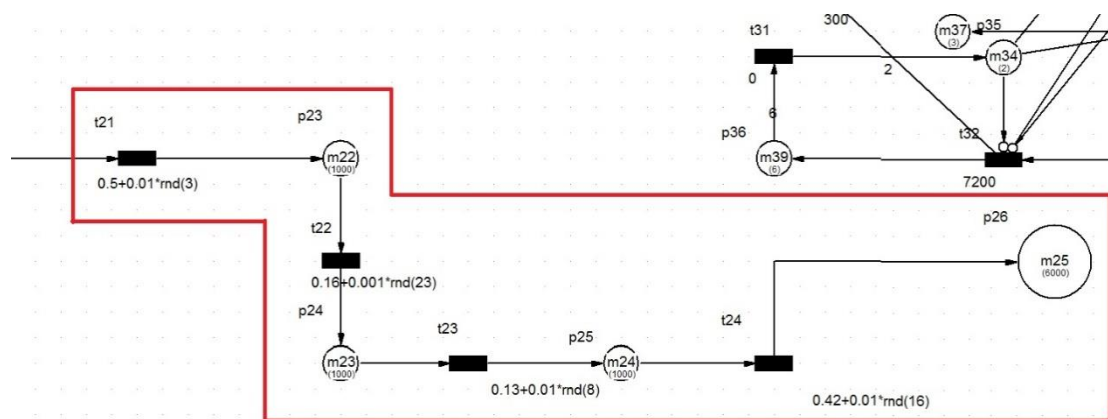 300
p35
m37
(3)
t31
m34
(2)
0
2
6
p36
t32
m39
(6)
7200
t21
p23
m22
(1000)
0.5+0.01*rnd(3)
t22
0.16+0.001*rnd(23)
p24
t23
p25
t24
p26
m25
(6000)
m23
(1000)
m24
(1000)
0.13+0.01*rnd(8)
0.42+0.01*rnd(16)